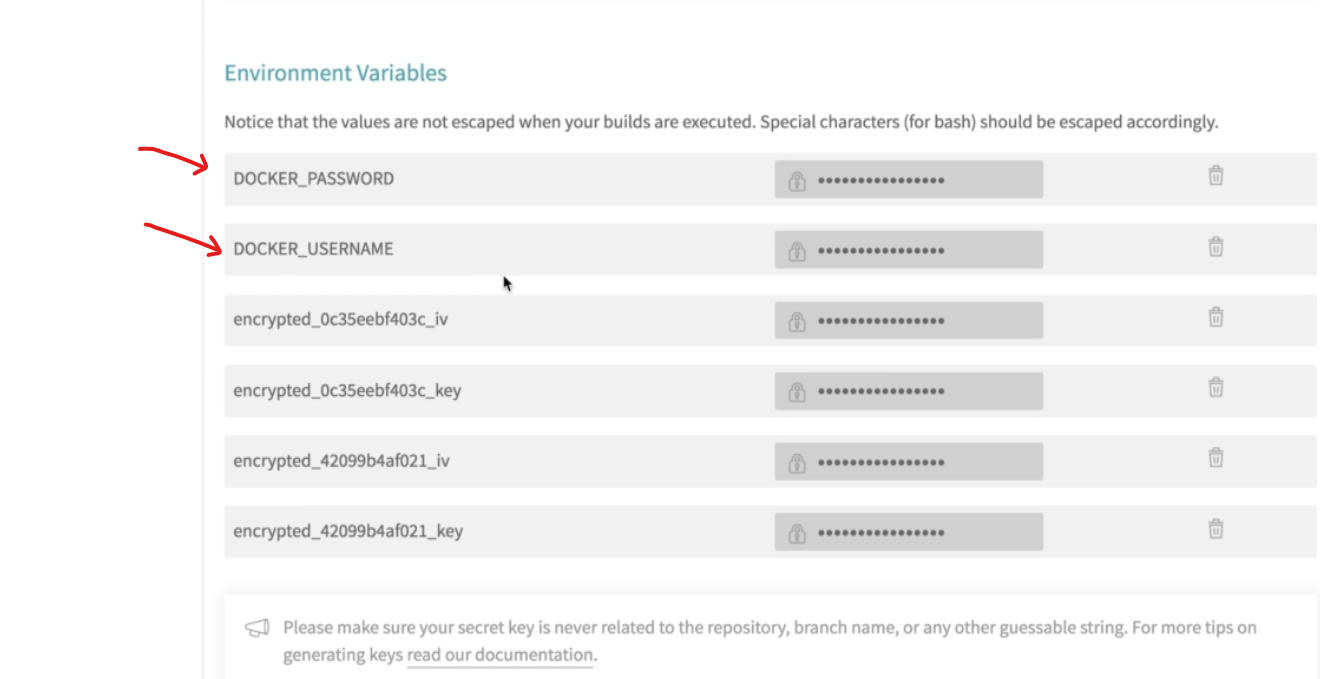 Environment Variables
Notice that the values are not escaped when your builds are executed. Special characters (for bash) should be escaped accordingly.
DOCKER_PASSWORD ••••••••••••••••
DOCKER_USERNAME ••••••••••••••••
encrypted_0c35eebf403c_iv ••••••••••••••••
encrypted_0c35eebf403c_key ••••••••••••••••
encrypted_42099b4af021_iv ••••••••••••••••
encrypted_42099b4af021_key ••••••••••••••••
Please make sure your secret key is never related to the repository, branch name, or any other guessable string. For more tips on
generating keys read our documentation.